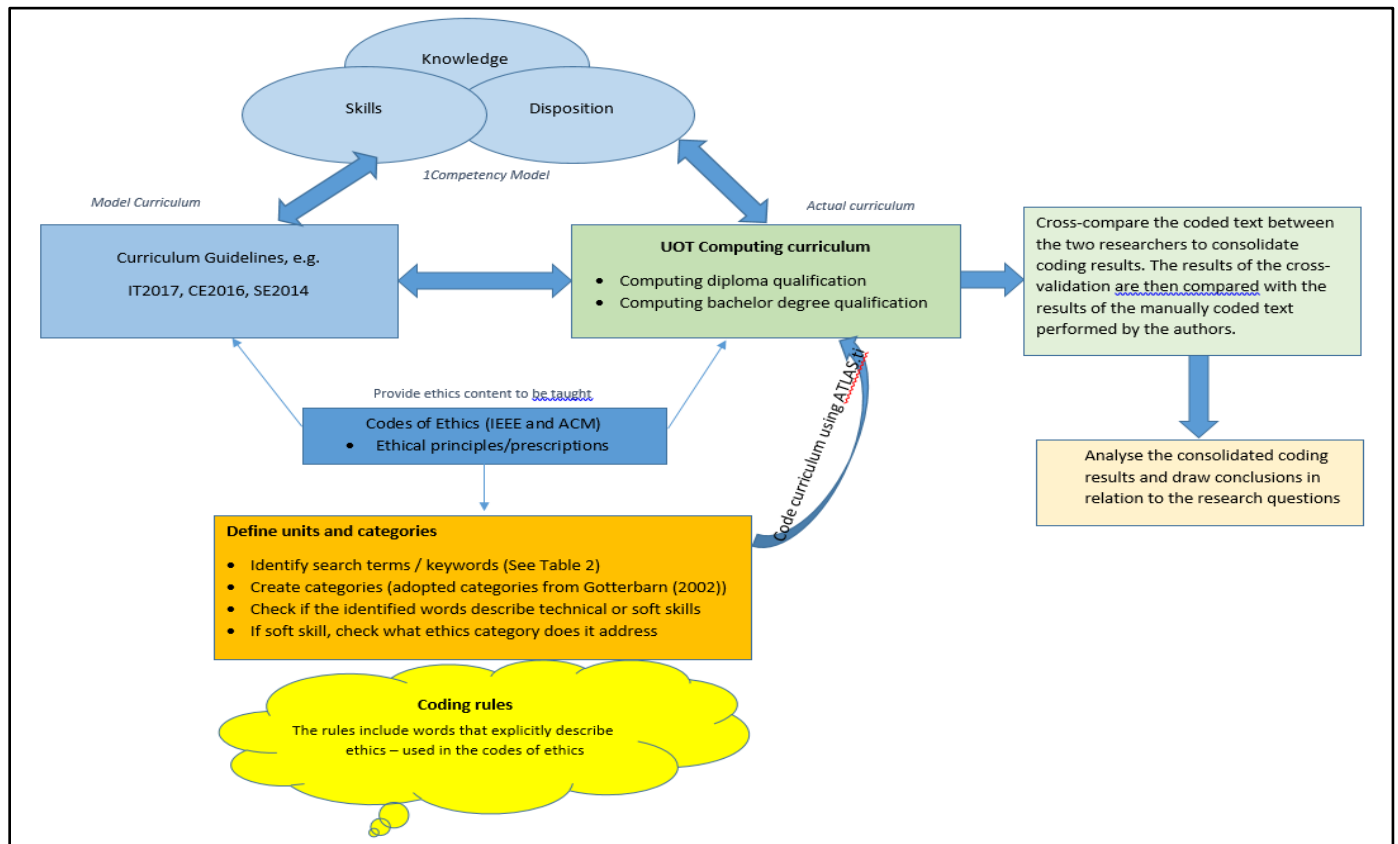 Knowledge
Skills
Disposition
1Competency Model
Model Curriculum
Actual curriculum
Curriculum Guidelines, e.g.
IT2017, CE2016, SE2014
UOT Computing curriculum
• Computing diploma qualification
• Computing bachelor degree qualification
Cross-compare the coded text between
the two researchers to consolidate
coding results. The results of the cross-
validation are then compared with the
results of the manually coded text
performed by the authors.
Provide ethics content to be taught
Codes of Ethics (IEEE and ACM)
• Ethical principles/prescriptions
Code curriculum using ATLAS.ti
Analyse the consolidated coding
results and draw conclusions in
relation to the research questions
Define units and categories
• Identify search terms / keywords (See Table 2)
• Create categories (adopted categories from Gotterbarn (2002))
• Check if the identified words describe technical or soft skills
• If soft skill, check what ethics category does it address
Coding rules
The rules include words that explicitly describe
ethics – used in the codes of ethics